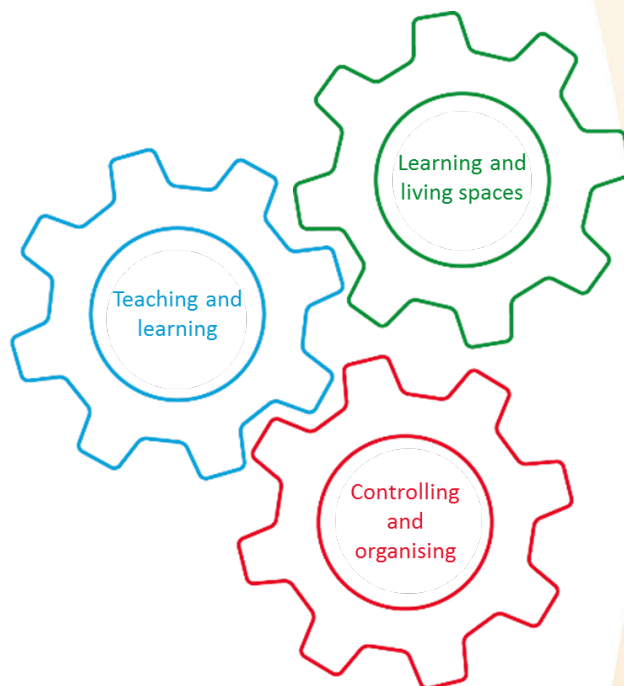 Learning and
living spaces
Teaching and
learning
Controlling
and
organising